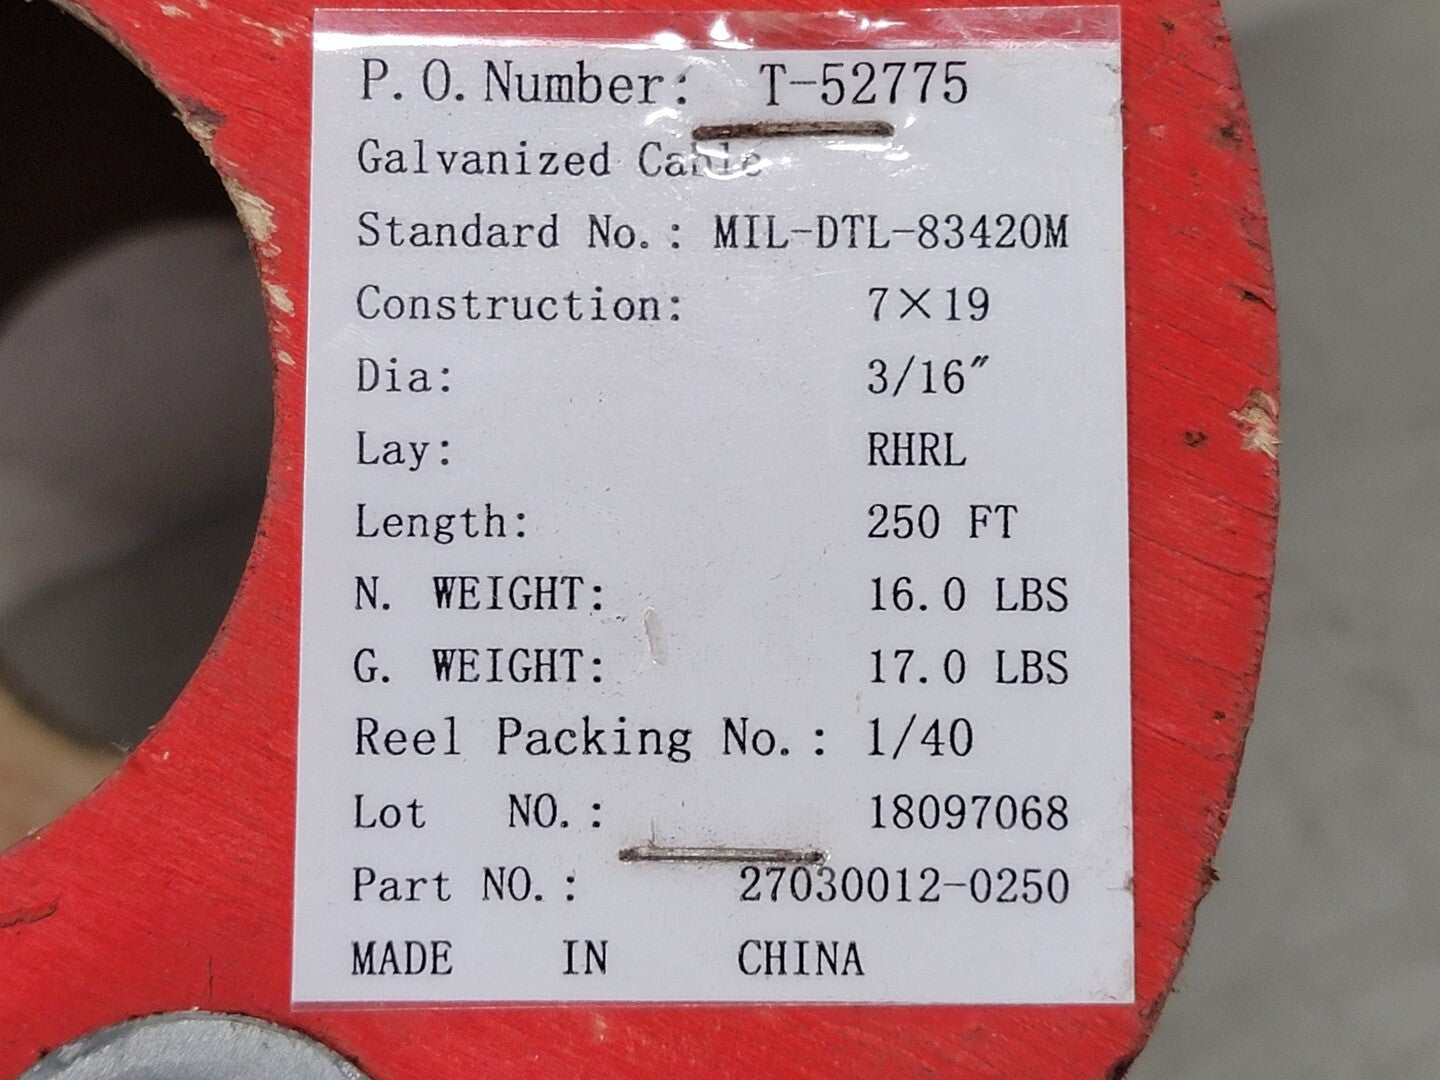 P.O.Number: T-52775
Galvanized Cable
Standard No.: MIL-DTL-83420M
Construction: 7×19
Dia: 3/16"
Lay: RHRL
Length: 250 FT
N. WEIGHT: 16.0 LBS
G. WEIGHT: 17.0 LBS
Reel Packing No.: 1/40
Lot NO.: 18097068
Part NO.: 27030012-0250
MADE IN CHINA